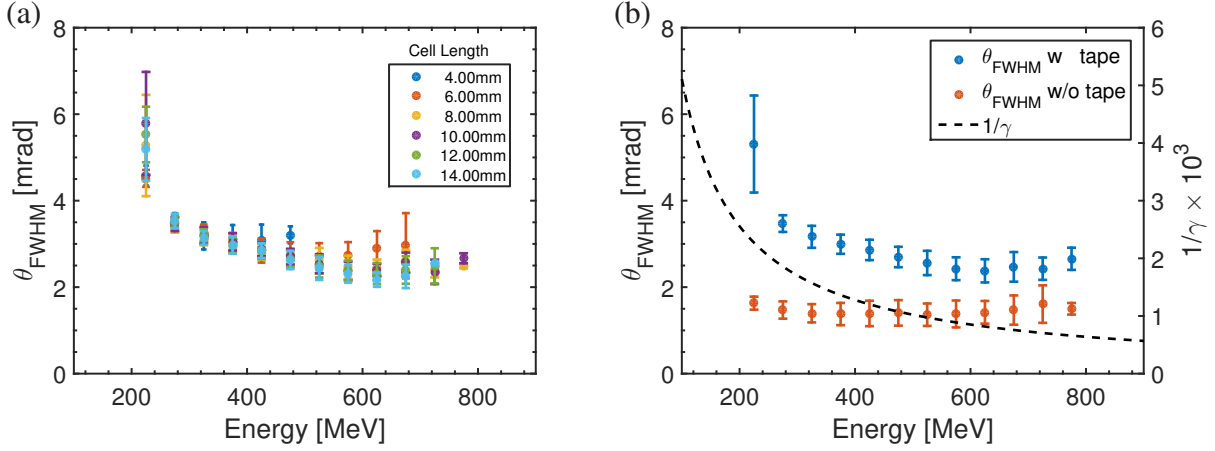 (a)
8
6
4
2
0
θFWHM [mrad]
200
400
600
800
Energy [MeV]
Cell Length
4.00mm
6.00mm
8.00mm
10.00mm
12.00mm
14.00mm
(b)
8
6
4
2
0
θFWHM [mrad]
200
400
600
800
Energy [MeV]
θFWHM w tape
θFWHM w/o tape
1/γ
6
5
4
3
2
1
0
1/γ × 10³